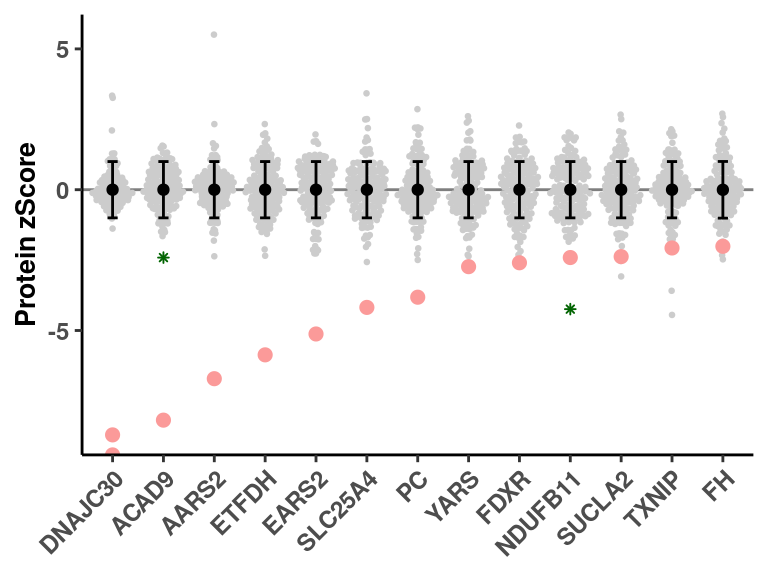 Protein zScore
5
0
-5
DNAJC30
ACAD9
AARS2
ETFDH
EARS2
SLC25A4
PC
YARS
FDXR
NDUFB11
SUCLA2
TXNIP
FH